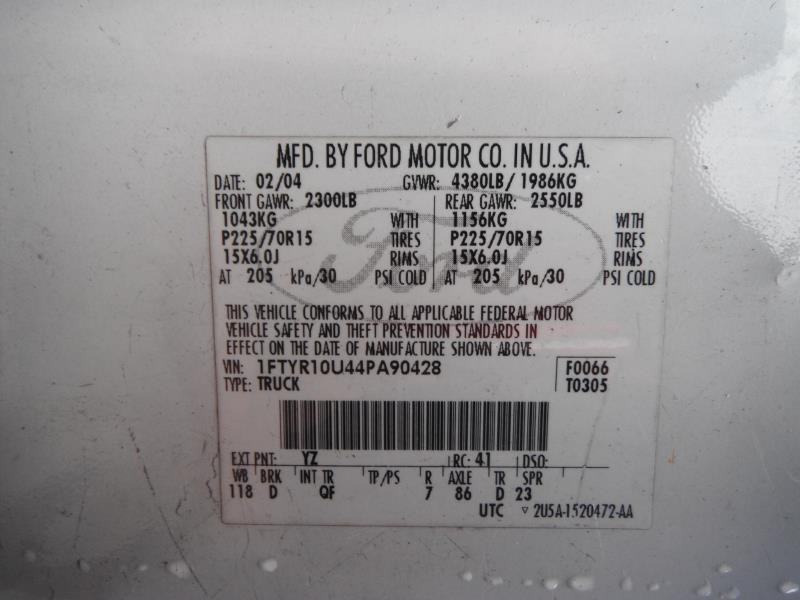 MFD. BY FORD MOTOR CO. IN U.S.A.
DATE: 02/04 GVWR: 4380LB/ 1986KG
FRONT GAWR: 2300LB REAR GAWR: 2550LB
1043KG WITH 1156KG WITH
P225/70R15 TIRES P225/70R15 TIRES
15X6.0J RIMS 15X6.0J RIMS
AT 205 kPa/30 PSI COLD AT 205 kPa/30 PSI COLD
Ford
THIS VEHICLE CONFORMS TO ALL APPLICABLE FEDERAL MOTOR
VEHICLE SAFETY AND THEFT PREVENTION STANDARDS IN
EFFECT ON THE DATE OF MANUFACTURE SHOWN ABOVE.
VIN: 1FTYR10U44PA90428 F0066
TYPE: TRUCK T0305
EXT PNT: YZ RC: 41 DSO:
WB BRK INT TR TP/PS R AXLE TR SPR
118 D QF 7 86 D 23
UTC ▿ 2U5A-1520472-AA